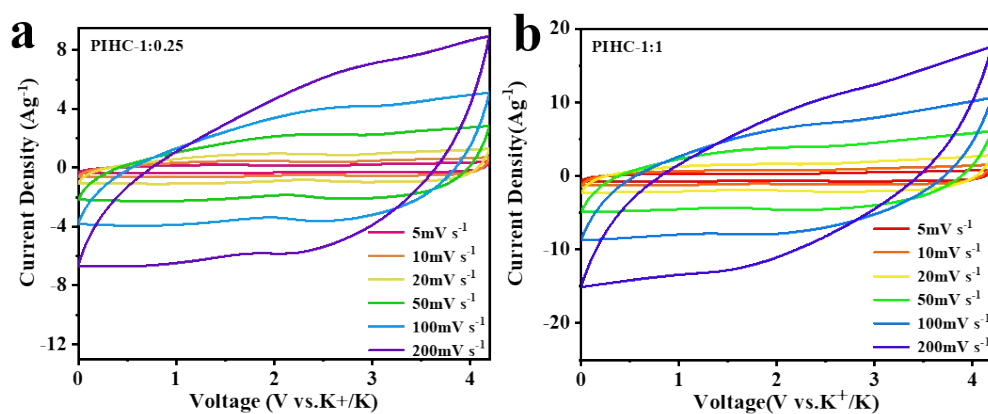 a
PIHC-1:0.25
Current Density (Ag-1)
8
4
0
-4
-8
-12
5mV s-1
10mV s-1
20mV s-1
50mV s-1
100mV s-1
200mV s-1
0 1 2 3 4
Voltage (V vs.K+/K)
b
PIHC-1:1
Current Density(Ag-1)
20
10
0
-10
-20
5mV s-1
10mV s-1
20mV s-1
50mV s-1
100mV s-1
200mV s-1
0 1 2 3 4
Voltage(V vs.K+/K)